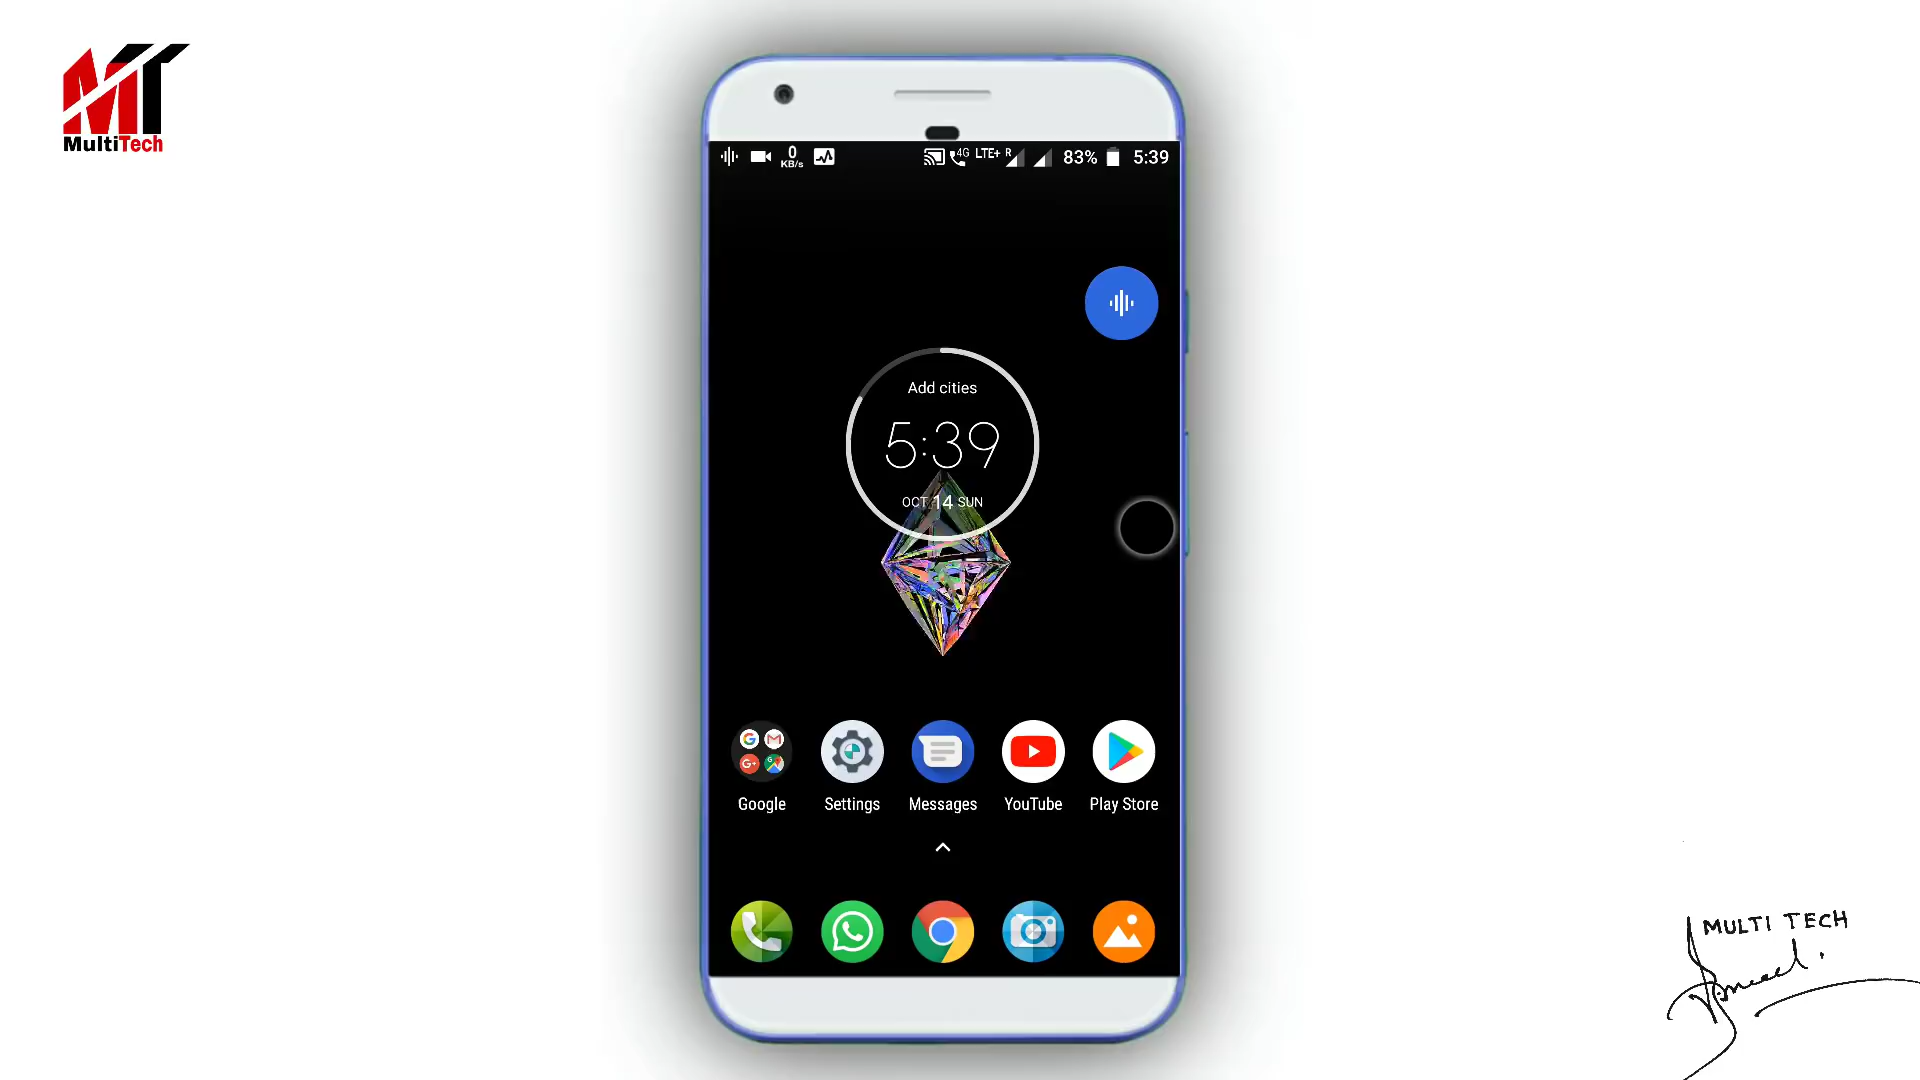 MT
MultiTech
0
KB/s
4G LTE+ R 83% 5:39
Add cities
5:39
OCT 14 SUN
Google
Settings
Messages
YouTube
Play Store
MULTI TECH